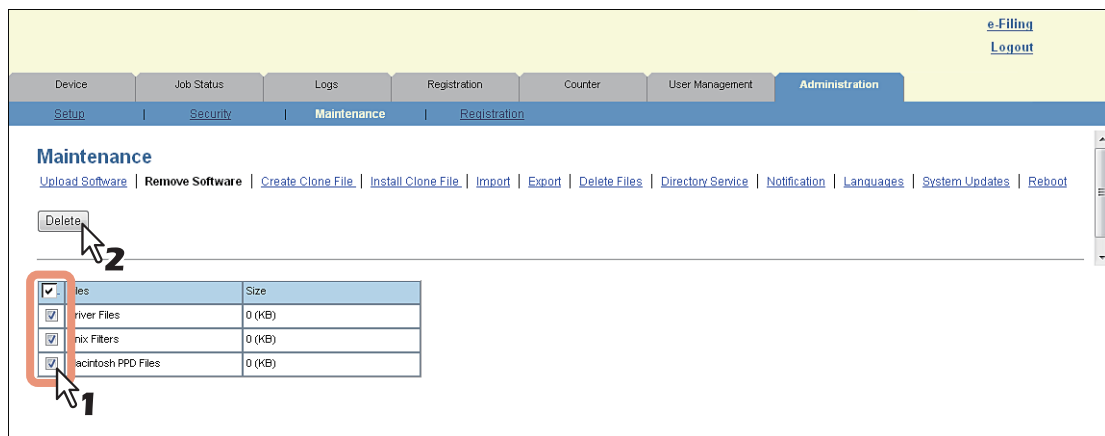 e-Filing
Logout
Device Job Status Logs Registration Counter User Management Administration
Setup | Security | Maintenance | Registration
Maintenance
Upload Software | Remove Software | Create Clone File | Install Clone File | Import | Export | Delete Files | Directory Service | Notification | Languages | System Updates | Reboot
Delete
2
les Size
river Files 0 (KB)
nix Filters 0 (KB)
acintosh PPD Files 0 (KB)
1